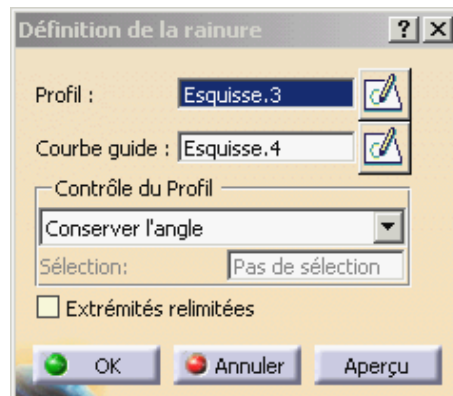 Définition de la rainure
Profil : Esquisse.3
Courbe guide : Esquisse.4
Contrôle du Profil
Conserver l'angle
Sélection: Pas de sélection
Extrémités relimitées
OK Annuler Aperçu